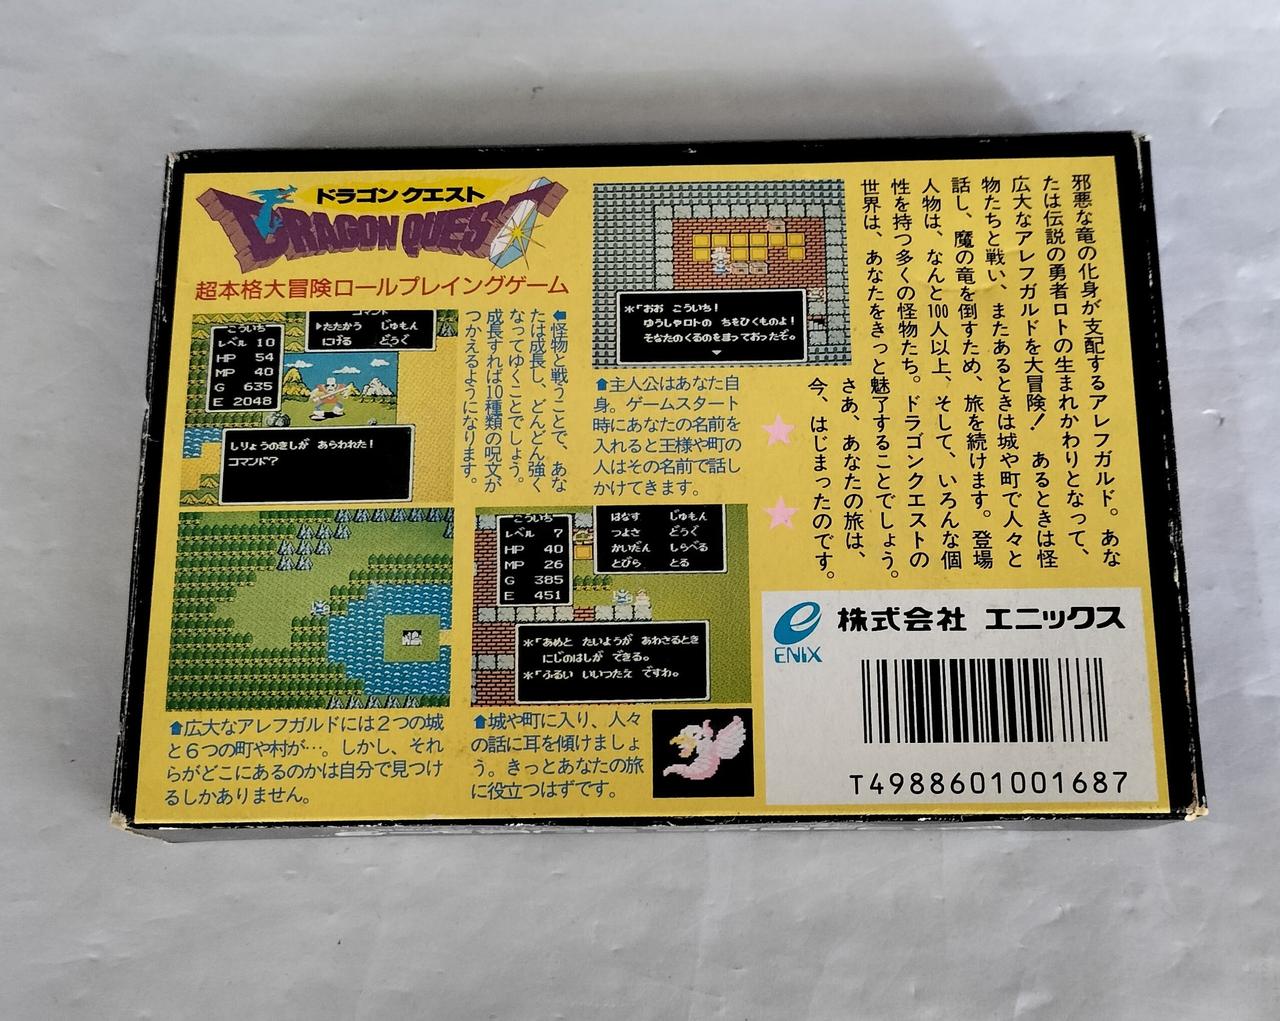 ドラゴンクエスト
DRAGON QUEST
超本格大冒険ロールプレイングゲーム
こういち
レベル 10
HP 54
MP 40
G 635
E 2048
コマンド
たたかう じゅもん
にげる どうぐ
しりょうのきしが あらわれた!
コマンド?
⬅怪物と戦うことで、あな
たは成長し、どんどん強く
なってゆくことでしょう。
成長すれば10種類の呪文が
つかえるようになります。
*「おお こういち!
ゆうしゃロトの ちをひくものよ!
そなたのくるのを まっておったぞ。
⬆主人公はあなた自
身。ゲームスタート
時にあなたの名前を
入れると王様や町の
人はその名前で話し
かけてきます。
邪悪な竜の化身が支配するアレフガルド。あな
たは伝説の勇者ロトの生まれかわりとなって、
広大なアレフガルドを大冒険! あるときは怪
物たちと戦い、またあるときは城や町で人々と
話し、魔の竜を倒すため、旅を続けます。登場
人物は、なんと100人以上、そして、いろんな個
性を持つ多くの怪物たち。ドラゴンクエストの
世界は、あなたをきっと魅了することでしょう。
さあ、あなたの旅は、
今、はじまったのです。
⬆広大なアレフガルドには2つの城
と6つの町や村が…。しかし、それ
らがどこにあるのかは自分で見つけ
るしかありません。
こういち
レベル 7
HP 40
MP 26
G 385
E 451
はなす じゅもん
つよさ どうぐ
かいだん しらべる
とびら とる
*「あめと たいようが あわさるとき
にじのはしが できる。
*「ふるい いいつたえ ですわ。
⬆城や町に入り、人々
の話に耳を傾けましょ
う。きっとあなたの旅
に役立つはずです。
ENIX
株式会社 エニックス
T4988601001687